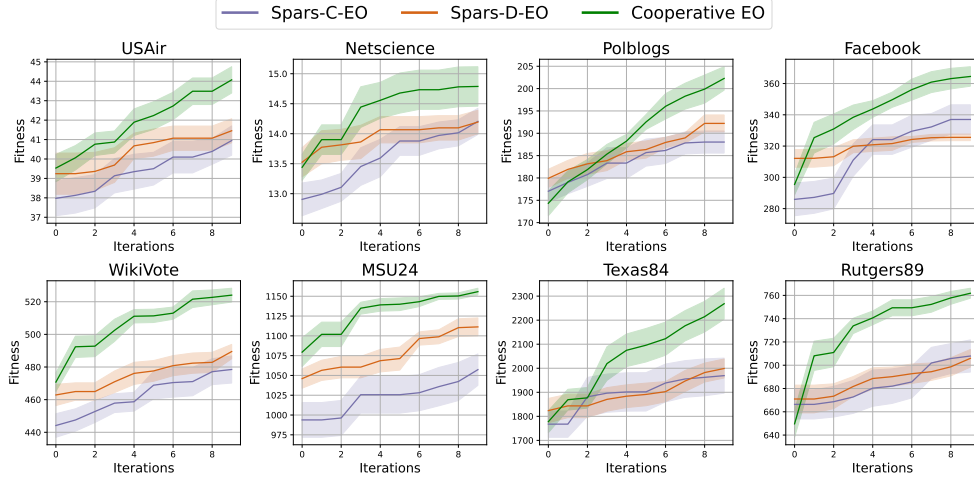 Spars-C-EO Spars-D-EO Cooperative EO
USAir Netscience Polblogs Facebook
Fitness
45
44
43
42
41
40
39
38
37
0 2 4 6 8
Iterations
Fitness
15.0
14.5
14.0
13.5
13.0
0 2 4 6 8
Iterations
Fitness
205
200
195
190
185
180
175
170
0 2 4 6 8
Iterations
Fitness
360
340
320
300
280
0 2 4 6 8
Iterations
WikiVote MSU24 Texas84 Rutgers89
Fitness
520
500
480
460
440
0 2 4 6 8
Iterations
Fitness
1150
1125
1100
1075
1050
1025
1000
975
0 2 4 6 8
Iterations
Fitness
2300
2200
2100
2000
1900
1800
1700
0 2 4 6 8
Iterations
Fitness
760
740
720
700
680
660
640
0 2 4 6 8
Iterations